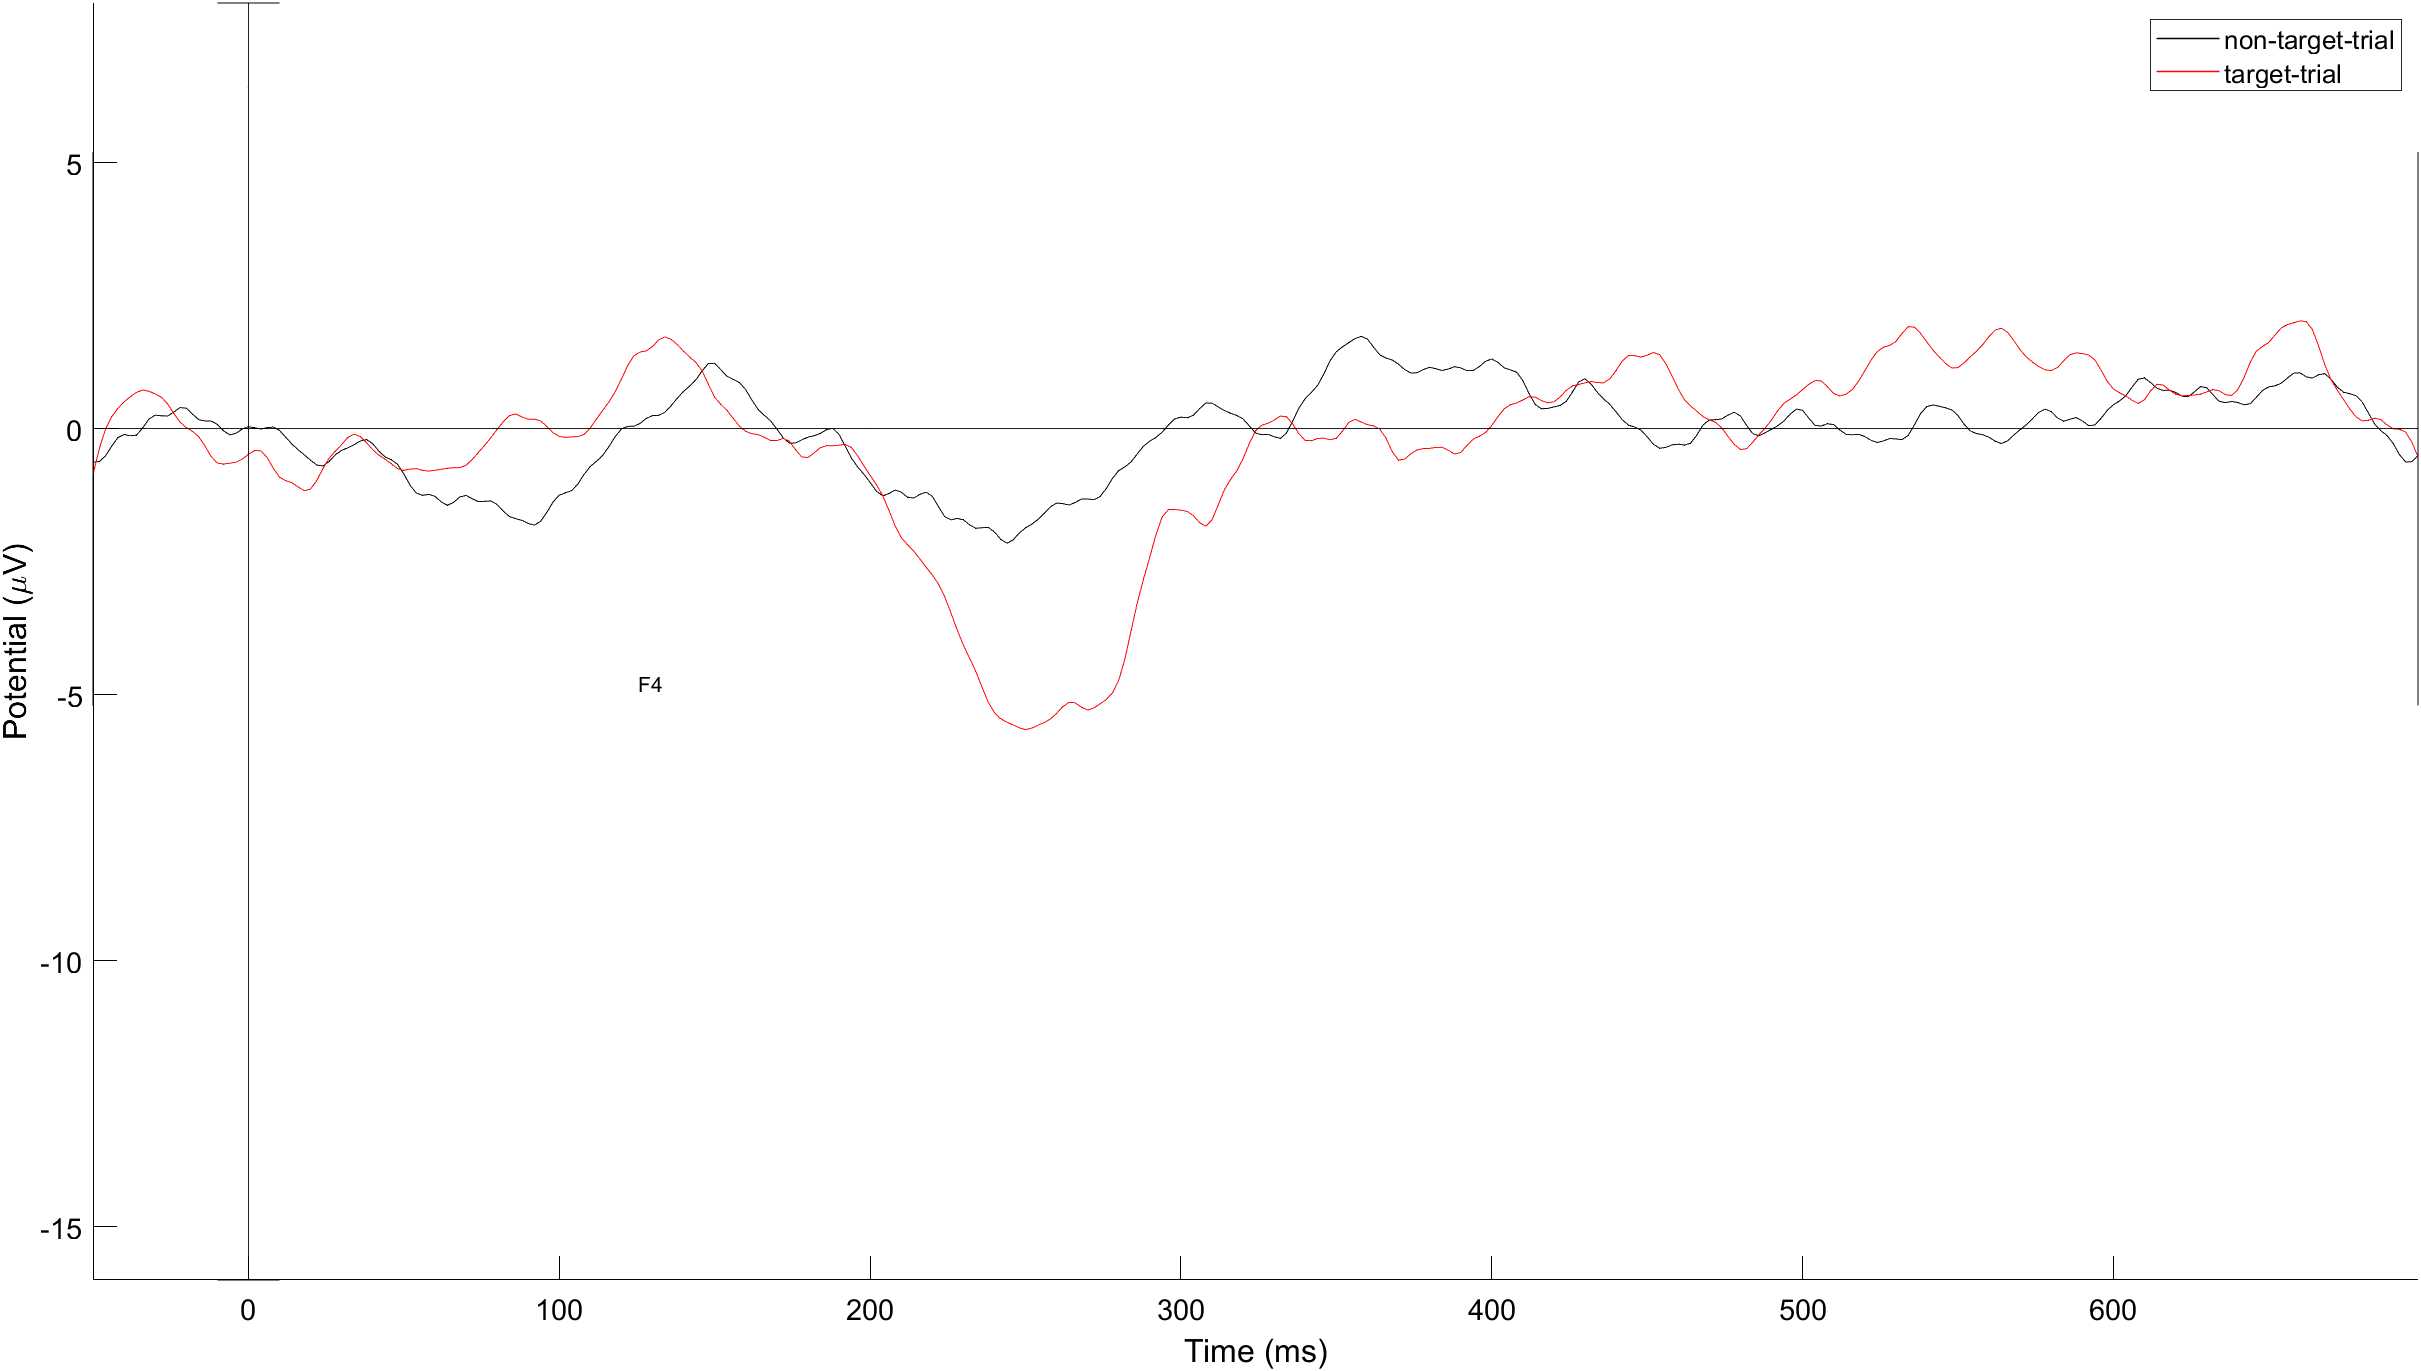 non-target-trial
target-trial
5
0
-5
-10
-15
Potential (μV)
F4
0 100 200 300 400 500 600
Time (ms)